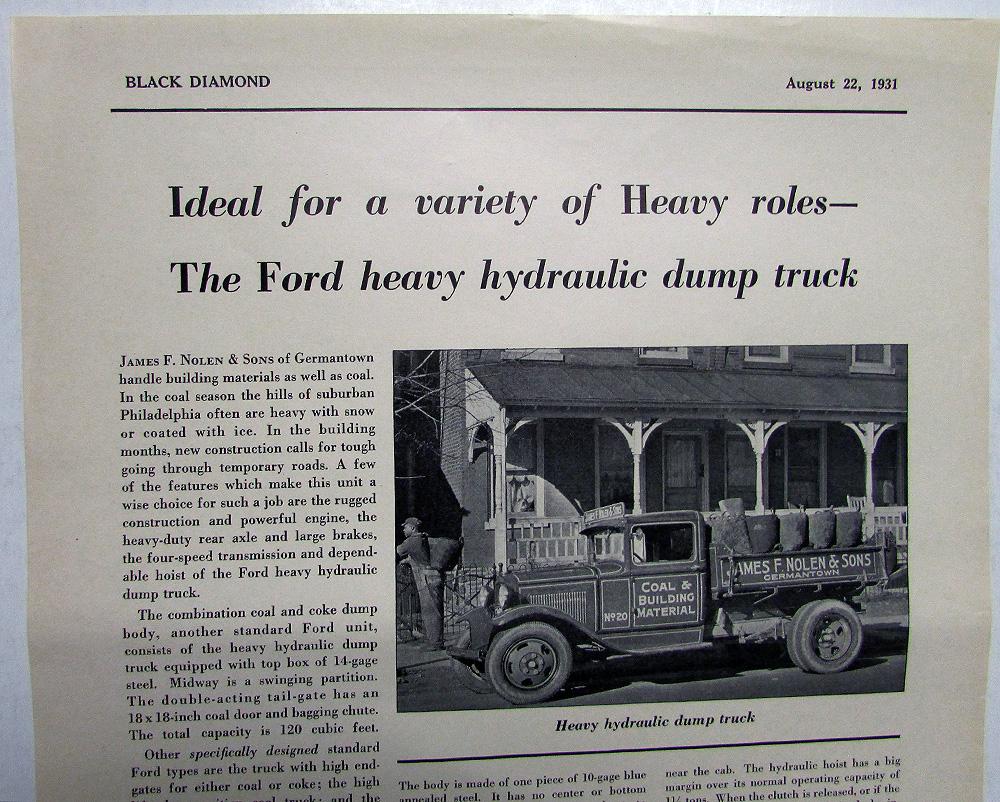 BLACK DIAMOND
August 22, 1931
Ideal for a variety of Heavy roles—
The Ford heavy hydraulic dump truck
JAMES F. NOLEN & SONS of Germantown
handle building materials as well as coal.
In the coal season the hills of suburban
Philadelphia often are heavy with snow
or coated with ice. In the building
months, new construction calls for tough
going through temporary roads. A few
of the features which make this unit a
wise choice for such a job are the rugged
construction and powerful engine, the
heavy-duty rear axle and large brakes,
the four-speed transmission and depend-
able hoist of the Ford heavy hydraulic
dump truck.
The combination coal and coke dump
body, another standard Ford unit,
consists of the heavy hydraulic dump
truck equipped with top box of 14-gage
steel. Midway is a swinging partition.
The double-acting tail-gate has an
18 x 18-inch coal door and bagging chute.
The total capacity is 120 cubic feet.
Other specifically designed standard
Ford types are the truck with high end-
gates for either coal or coke; the high
coal truck; and the
JAMES F NOLEN & SONS
JAMES F NOLEN & SONS
GERMANTOWN
COAL &
BUILDING
MATERIAL
Nº20
Heavy hydraulic dump truck
The body is made of one piece of 10-gage blue
annealed steel. It has no center or bottom
near the cab. The hydraulic hoist has a big
margin over its normal operating capacity of
1½ tons. When the clutch is released, or if the